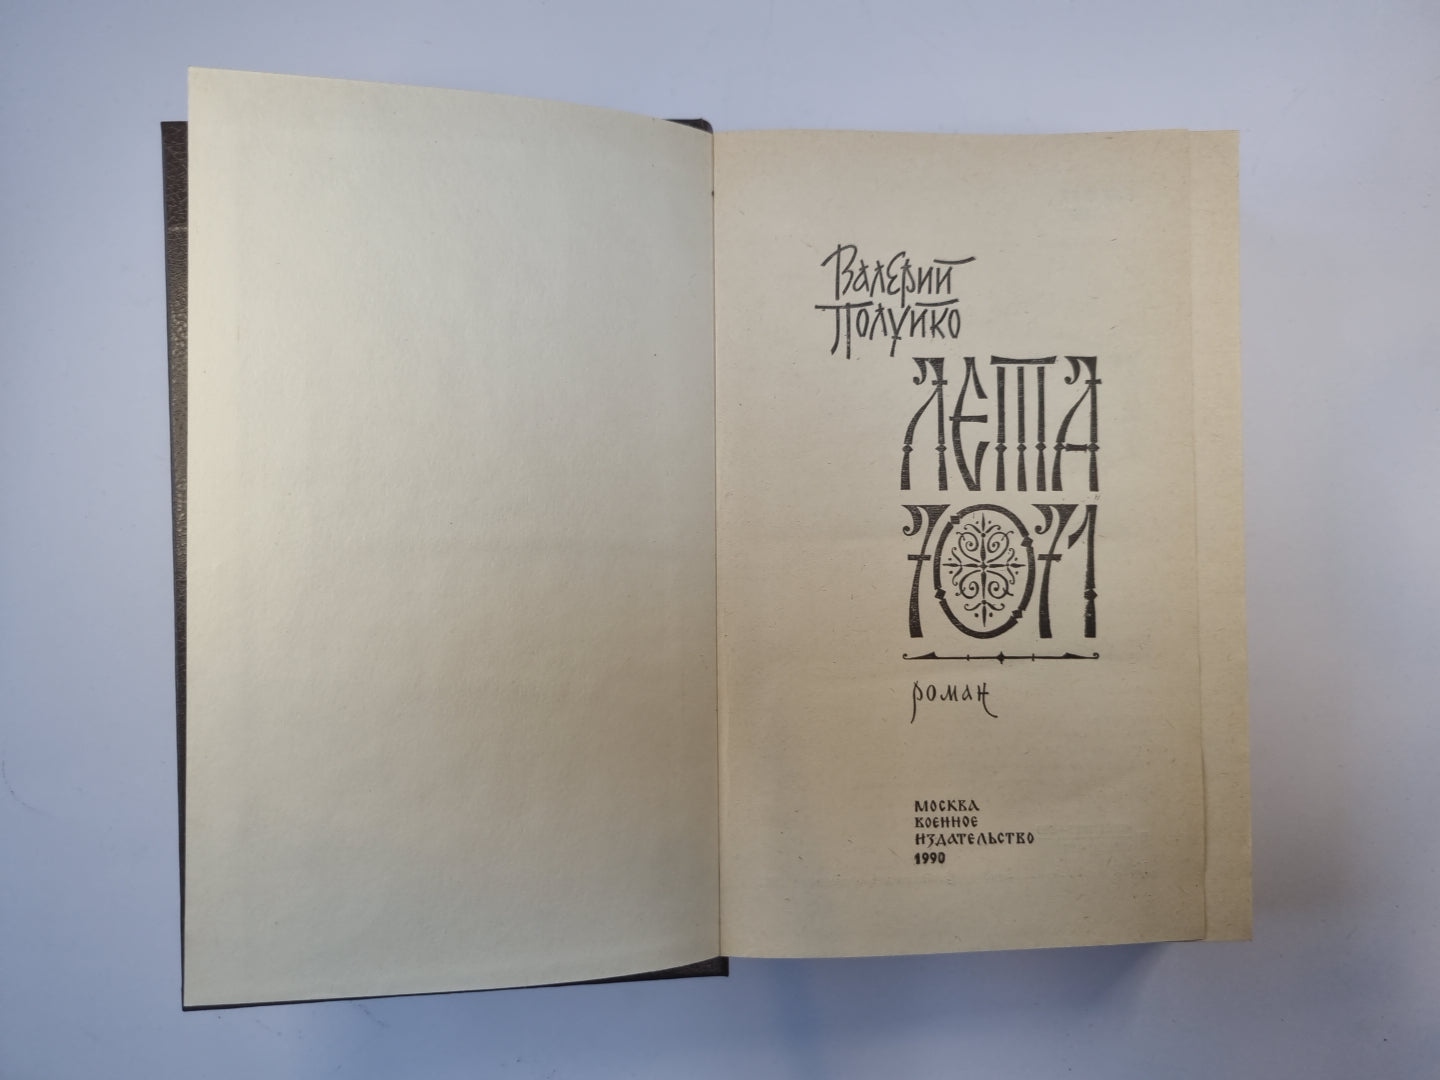 Валерий
Полуйко
ЛЕТА
7071
роман
МОСКВА
ВОЕННОЕ
ИЗДАТЕЛЬСТВО
1990